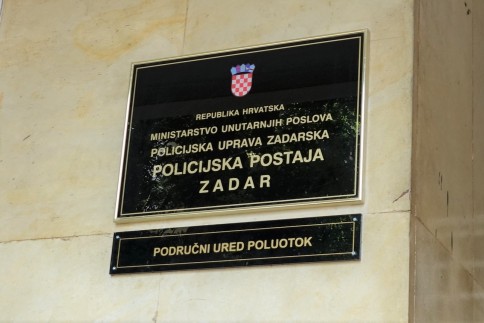 REPUBLIKA HRVATSKA
MINISTARSTVO UNUTARNJIH POSLOVA
POLICIJSKA UPRAVA ZADARSKA
POLICIJSKA POSTAJA
ZADAR
PODRUČNI URED POLUOTOK